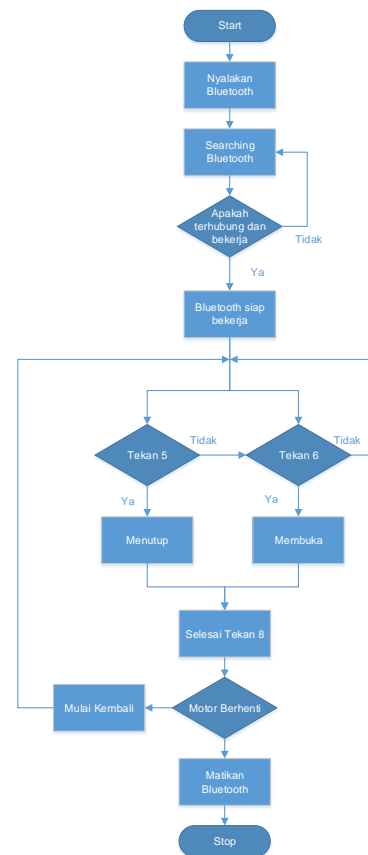 Start
Nyalakan
Bluetooth
Searching
Bluetooth
Apakah
terhubung dan
bekerja
Tidak
Ya
Bluetooth siap
bekerja
Tekan 5
Tidak
Tekan 6
Tidak
Ya
Ya
Menutup
Membuka
Selesai Tekan 8
Mulai Kembali
Motor Berhenti
Matikan
Bluetooth
Stop